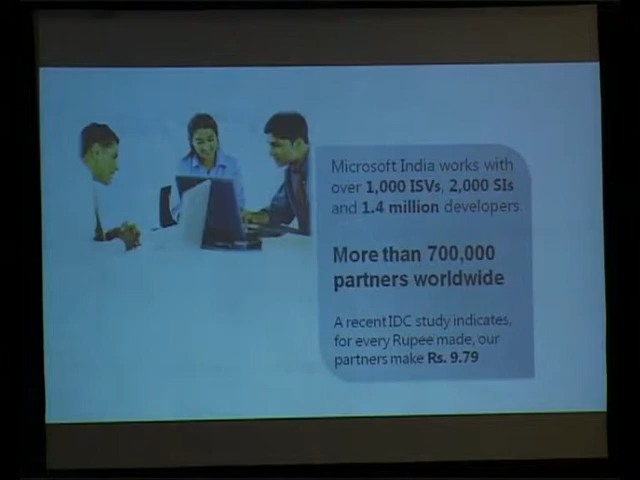 Microsoft India works with
over 1,000 ISVs, 2,000 SIs
and 1.4 million developers.
More than 700,000
partners worldwide
A recent IDC study indicates,
for every Rupee made, our
partners make Rs. 9.79